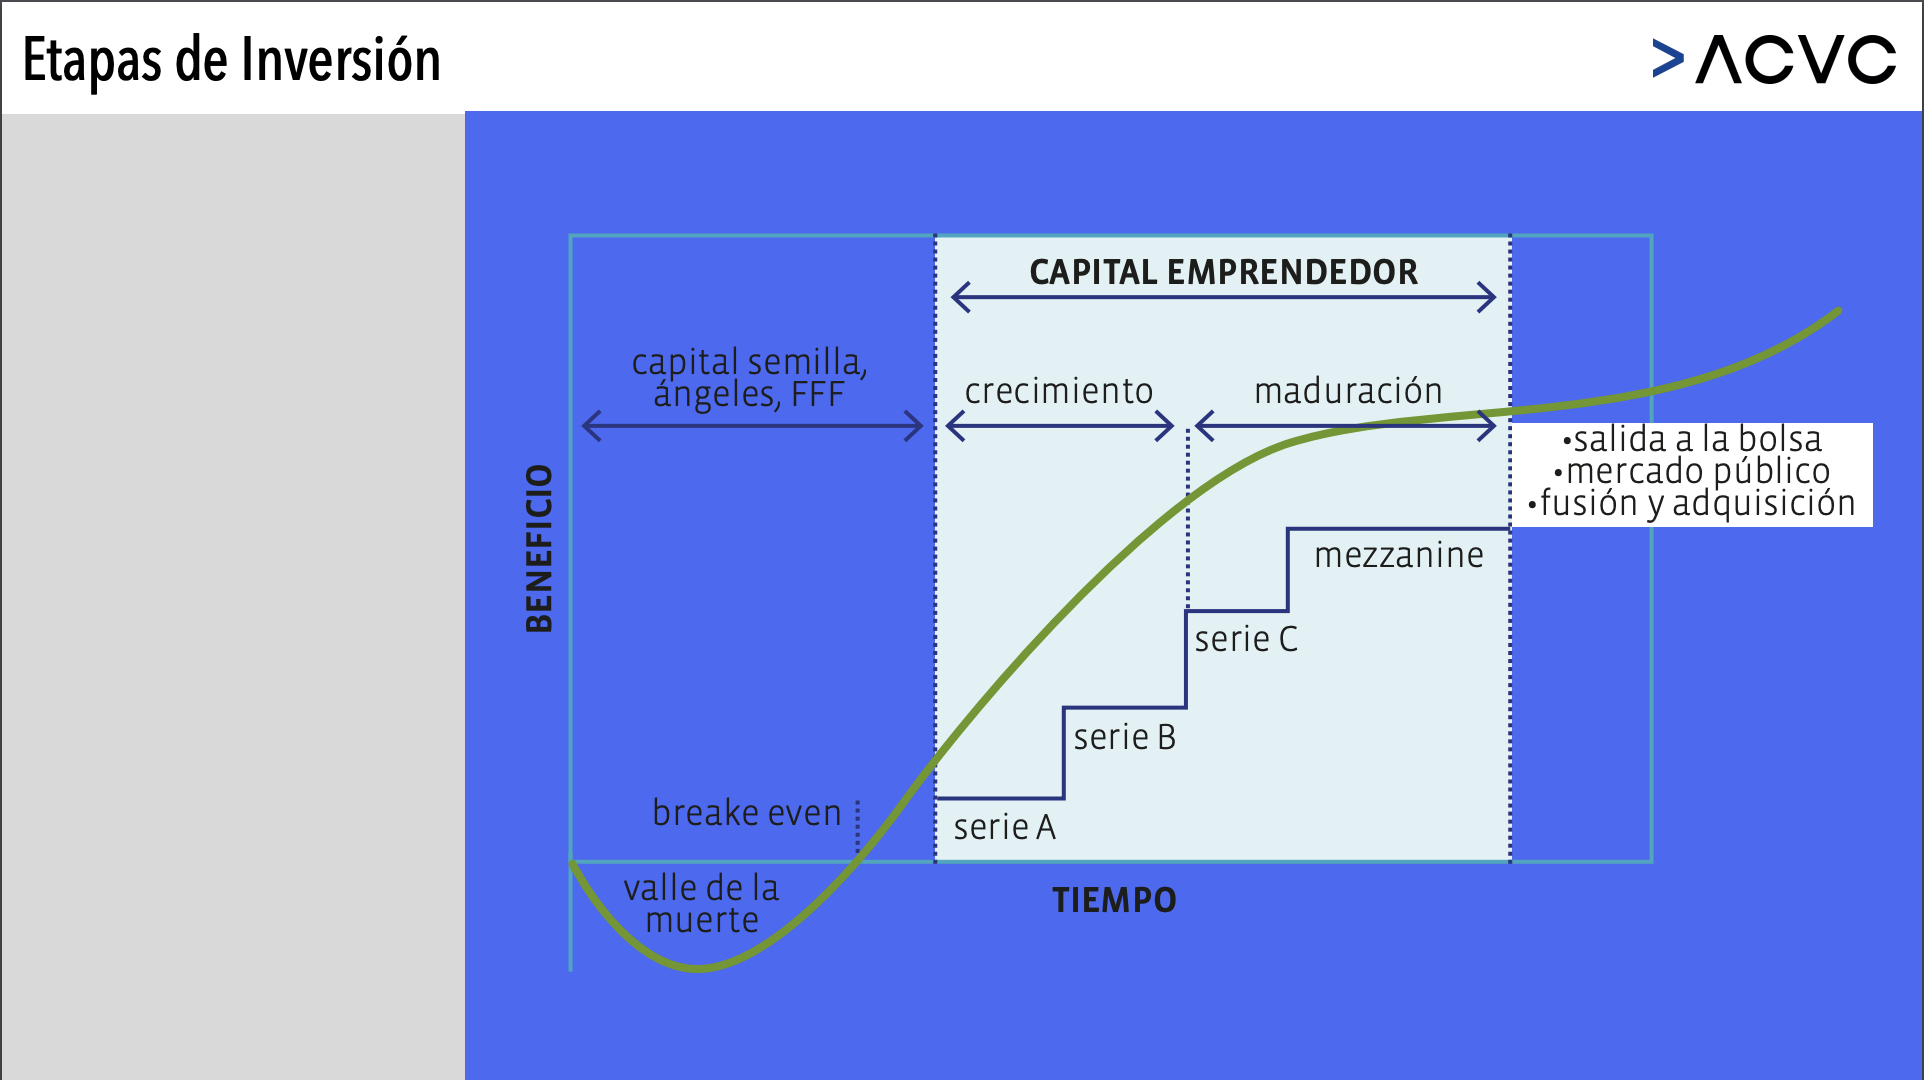 Etapas de Inversión
> ACVC
CAPITAL EMPRENDEDOR
capital semilla,
ángeles, FFF
crecimiento
maduración
•salida a la bolsa
•mercado público
•fusión y adquisición
BENEFICIO
mezzanine
serie C
serie B
breake even
serie A
valle de la
muerte
TIEMPO